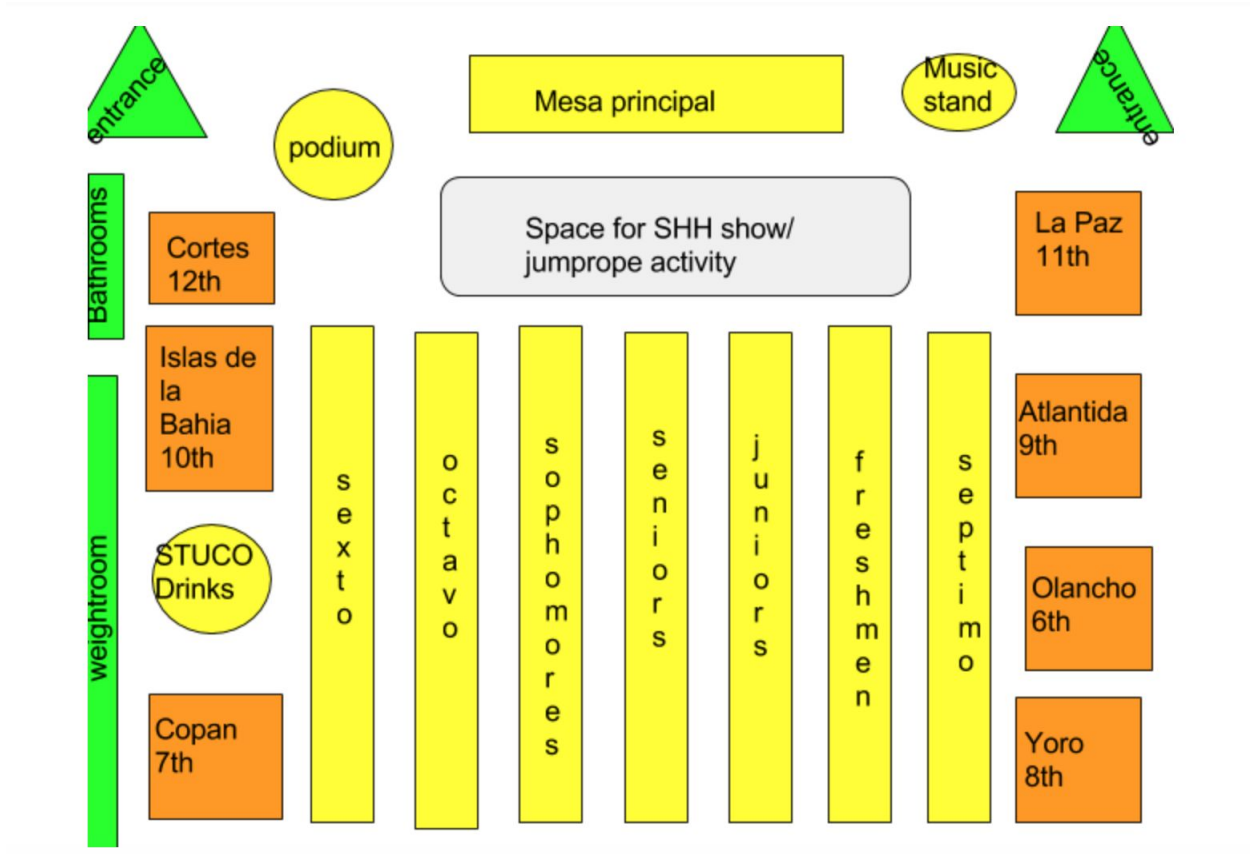 entrance
Mesa principal
Music
stand
entrance
podium
Bathrooms
Cortes
12th
Space for SHH show/
jumprope activity
La Paz
11th
Islas de
la
Bahia
10th
sexto
octavo
sophomores
seniors
juniors
freshmen
septimo
Atlantida
9th
STUCO
Drinks
weightroom
Olancho
6th
Copan
7th
Yoro
8th